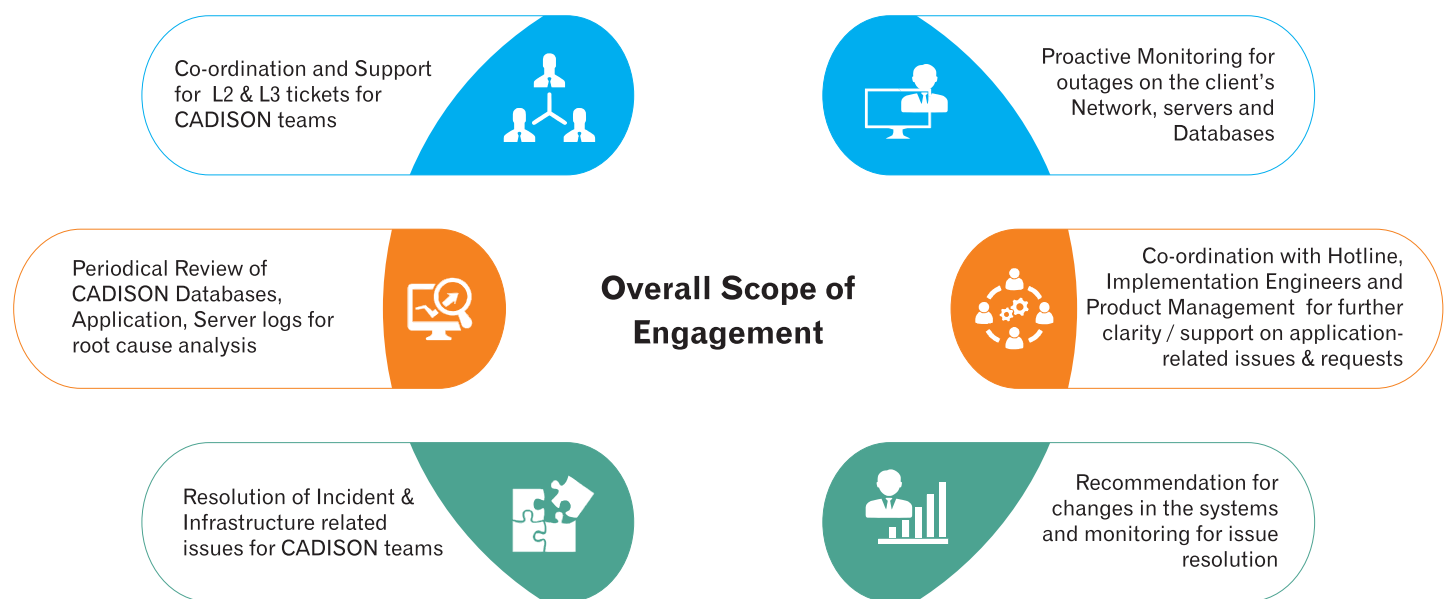 Co-ordination and Support
for L2 & L3 tickets for
CADISON teams
Proactive Monitoring for
outages on the client's
Network, servers and
Databases
Periodical Review of
CADISON Databases,
Application, Server logs for
root cause analysis
Overall Scope of
Engagement
Co-ordination with Hotline,
Implementation Engineers and
Product Management for further
clarity / support on application-
related issues & requests
Resolution of Incident &
Infrastructure related
issues for CADISON teams
Recommendation for
changes in the systems
and monitoring for issue
resolution